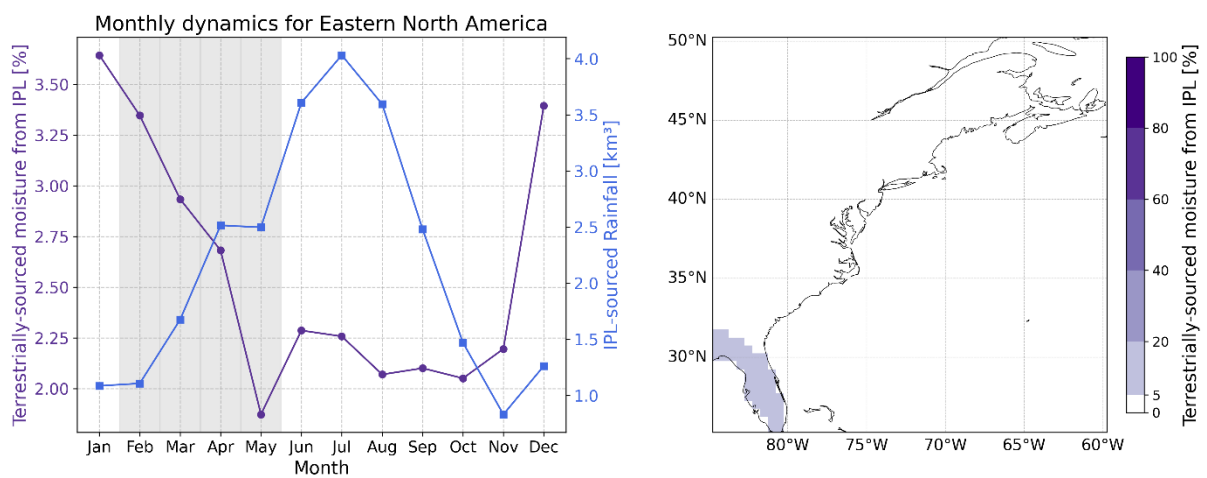 Monthly dynamics for Eastern North America
Terrestrially-sourced moisture from IPL [%]
3.50
3.25
3.00
2.75
2.50
2.25
2.00
Jan Feb Mar Apr May Jun Jul Aug Sep Oct Nov Dec
Month
4.0
3.5
3.0
2.5
2.0
1.5
1.0
IPL-sourced Rainfall [km³]
50°N
45°N
40°N
35°N
30°N
80°W 75°W 70°W 65°W 60°W
100
80
60
40
20
5
0
Terrestrially-sourced moisture from IPL [%]